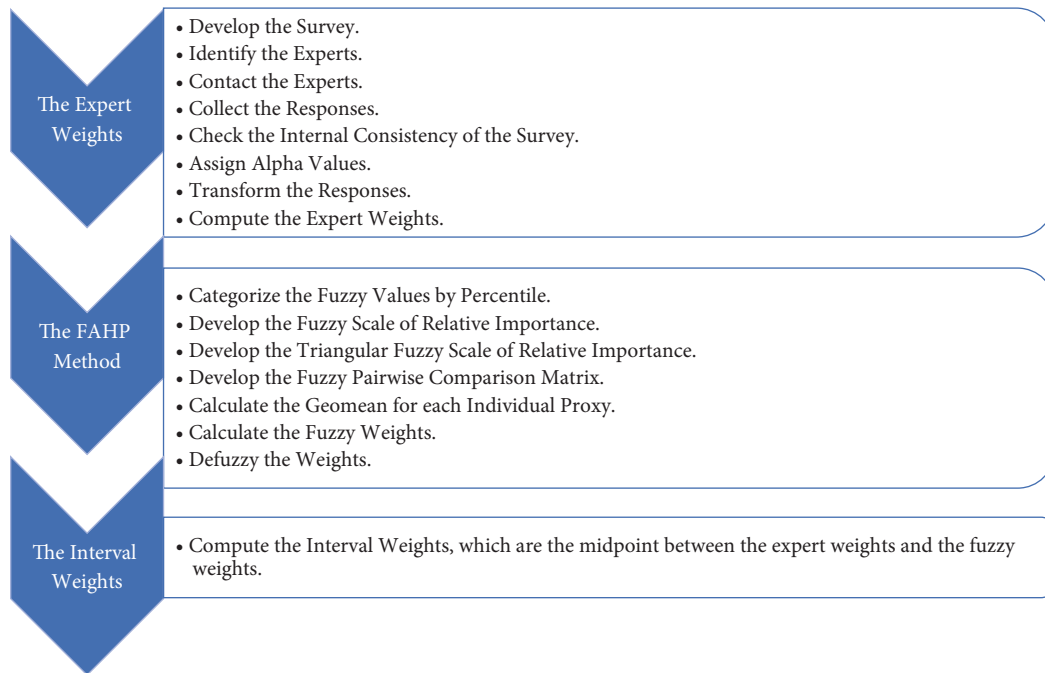 The Expert
Weights
• Develop the Survey.
• Identify the Experts.
• Contact the Experts.
• Collect the Responses.
• Check the Internal Consistency of the Survey.
• Assign Alpha Values.
• Transform the Responses.
• Compute the Expert Weights.
The FAHP
Method
• Categorize the Fuzzy Values by Percentile.
• Develop the Fuzzy Scale of Relative Importance.
• Develop the Triangular Fuzzy Scale of Relative Importance.
• Develop the Fuzzy Pairwise Comparison Matrix.
• Calculate the Geomean for each Individual Proxy.
• Calculate the Fuzzy Weights.
• Defuzzy the Weights.
The Interval
Weights
• Compute the Interval Weights, which are the midpoint between the expert weights and the fuzzy
weights.